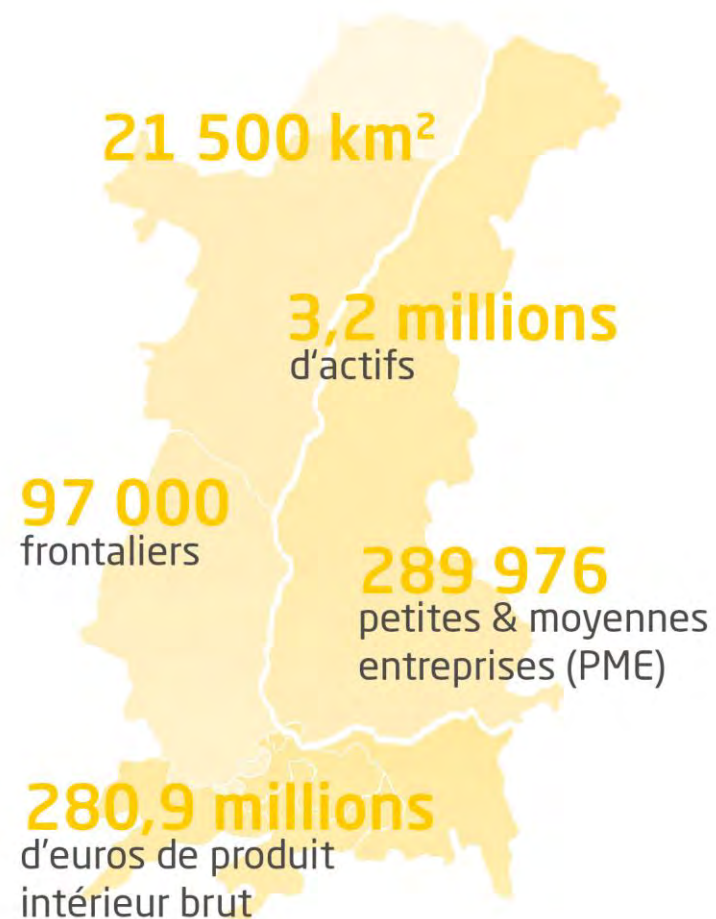 21 500 km²
3,2 millions
d‘actifs
97 000
frontaliers
289 976
petites & moyennes
entreprises (PME)
280,9 millions
d’euros de produit
intérieur brut